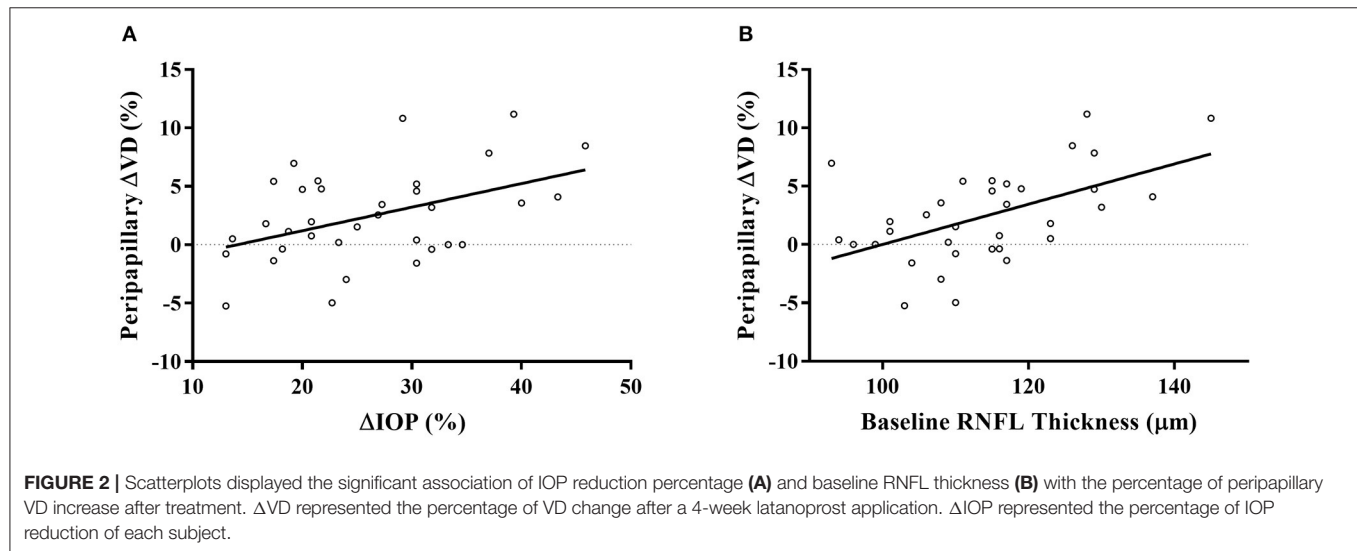 A
15
10
5
0
-5
-10
Peripapillary ΔVD (%)
10
20
30
40
50
ΔIOP (%)
B
15
10
5
0
-5
-10
Peripapillary ΔVD (%)
100
120
140
Baseline RNFL Thickness (μm)
FIGURE 2 | Scatterplots displayed the significant association of IOP reduction percentage (A) and baseline RNFL thickness (B) with the percentage of peripapillary
VD increase after treatment. ΔVD represented the percentage of VD change after a 4-week latanoprost application. ΔIOP represented the percentage of IOP
reduction of each subject.